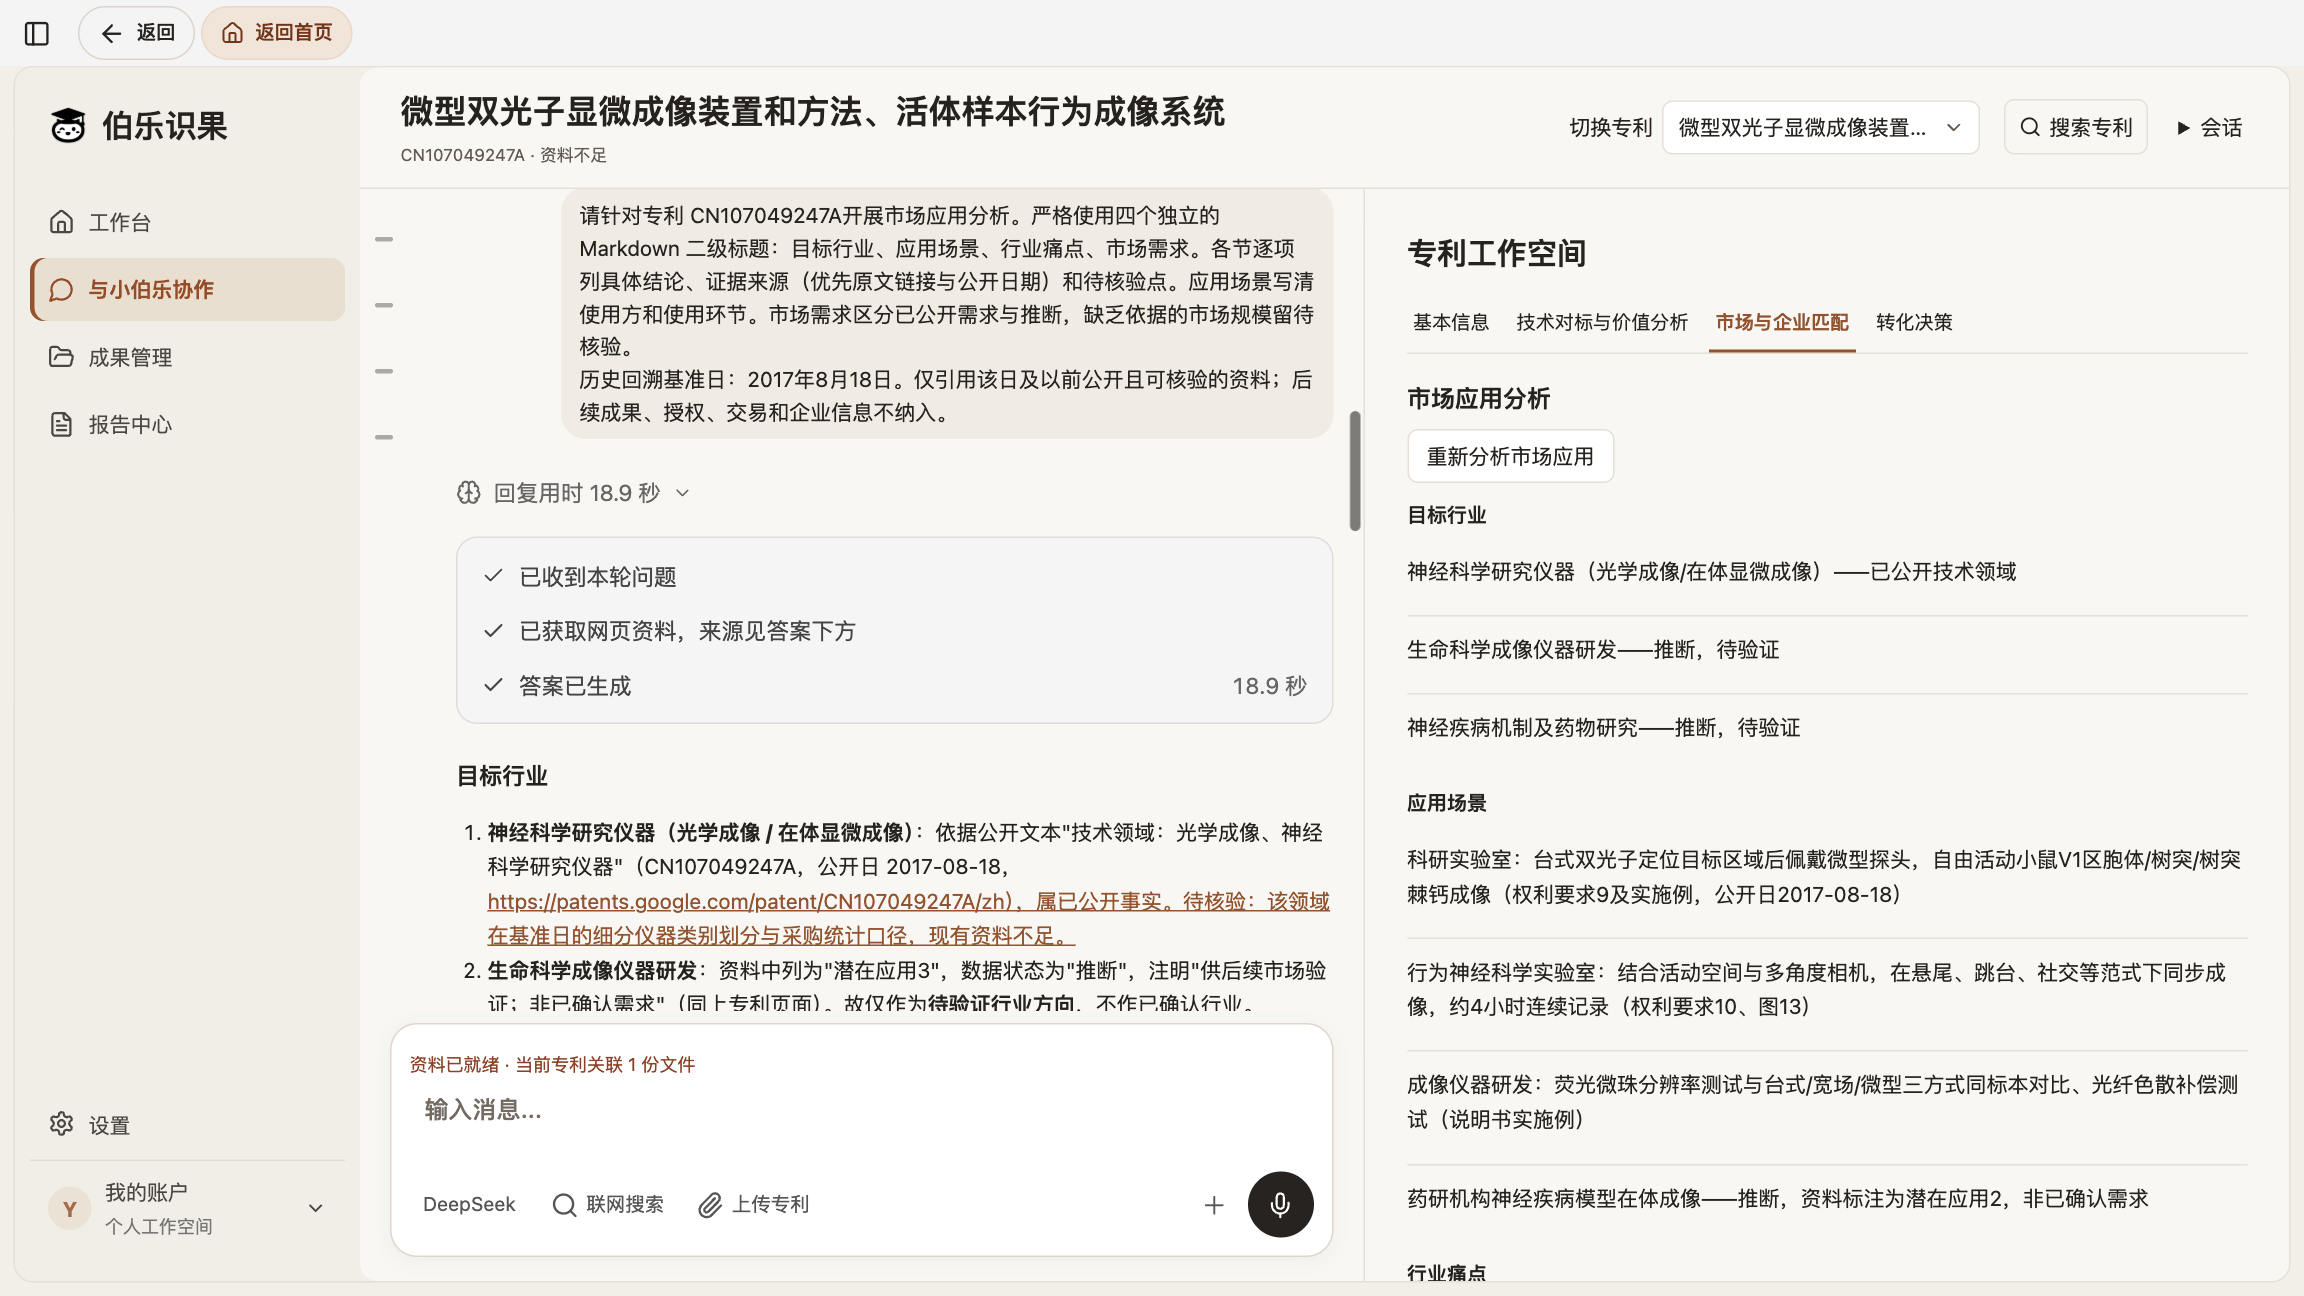 返回
返回首页
伯乐识果
工作台
与小伯乐协作
成果管理
报告中心
设置
Y
我的账户
个人工作空间
微型双光子显微成像装置和方法、活体样本行为成像系统
CN107049247A · 资料不足
切换专利
微型双光子显微成像装置...
搜索专利
会话
请针对专利 CN107049247A开展市场应用分析。严格使用四个独立的
Markdown 二级标题：目标行业、应用场景、行业痛点、市场需求。各节逐项
列具体结论、证据来源（优先原文链接与公开日期）和待核验点。应用场景写清
使用方和使用环节。市场需求区分已公开需求与推断，缺乏依据的市场规模留待
核验。
历史回溯基准日：2017年8月18日。仅引用该日及以前公开且可核验的资料；后
续成果、授权、交易和企业信息不纳入。
回复用时 18.9 秒
已收到本轮问题
已获取网页资料，来源见答案下方
答案已生成
18.9 秒
目标行业
1. 神经科学研究仪器（光学成像 / 在体显微成像）：依据公开文本"技术领域：光学成像、神经
科学研究仪器"（CN107049247A，公开日 2017-08-18，
https://patents.google.com/patent/CN107049247A/zh），属已公开事实。待核验：该领域
在基准日的细分仪器类别划分与采购统计口径，现有资料不足。
2. 生命科学成像仪器研发：资料中列为"潜在应用3"，数据状态为"推断"，注明"供后续市场验
证；非已确认需求"（同上专利页面）。故仅作为待验证行业方向，不作已确认行业。
资料已就绪 · 当前专利关联 1 份文件
输入消息...
DeepSeek
联网搜索
上传专利
专利工作空间
基本信息
技术对标与价值分析
市场与企业匹配
转化决策
市场应用分析
重新分析市场应用
目标行业
神经科学研究仪器（光学成像/在体显微成像）——已公开技术领域
生命科学成像仪器研发——推断，待验证
神经疾病机制及药物研究——推断，待验证
应用场景
科研实验室：台式双光子定位目标区域后佩戴微型探头，自由活动小鼠V1区胞体/树突/树突
棘钙成像（权利要求9及实施例，公开日2017-08-18）
行为神经科学实验室：结合活动空间与多角度相机，在悬尾、跳台、社交等范式下同步成
像，约4小时连续记录（权利要求10、图13）
成像仪器研发：荧光微珠分辨率测试与台式/宽场/微型三方式同标本对比、光纤色散补偿测
试（说明书实施例）
药研机构神经疾病模型在体成像——推断，资料标注为潜在应用2，非已确认需求
行业痛点